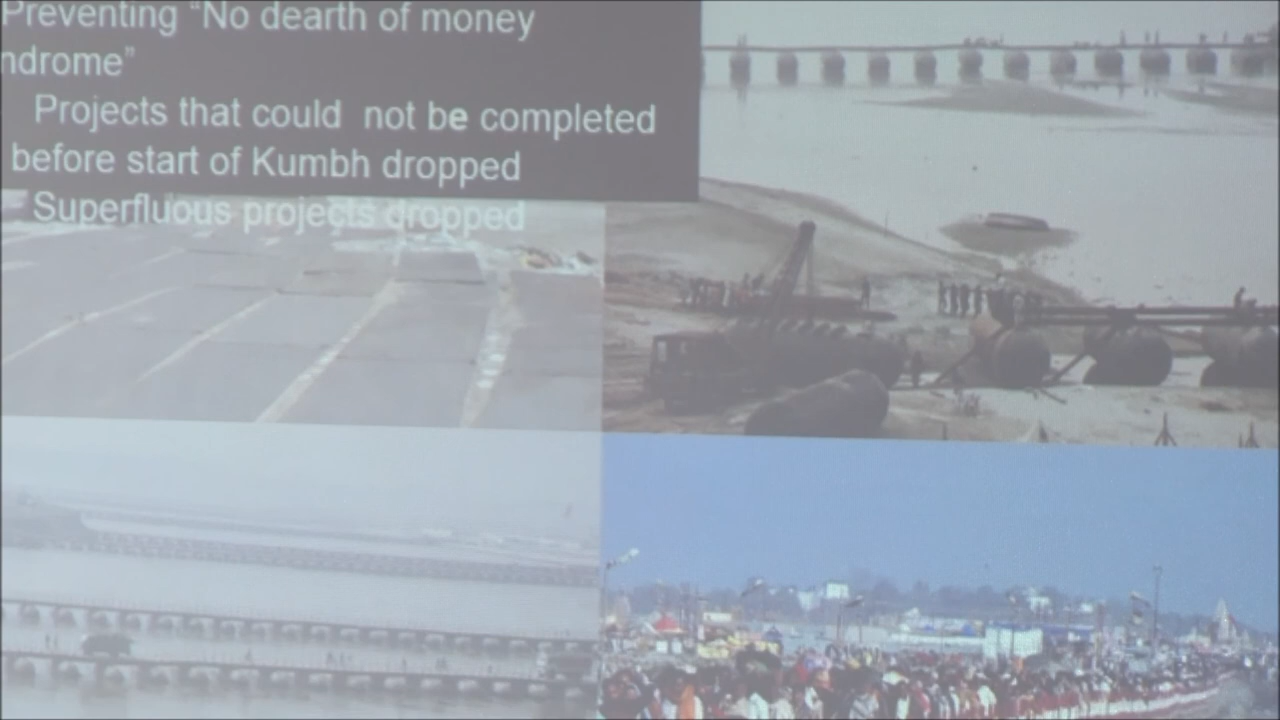 Preventing “No dearth of money
ndrome”
Projects that could not be completed
before start of Kumbh dropped
Superfluous projects dropped